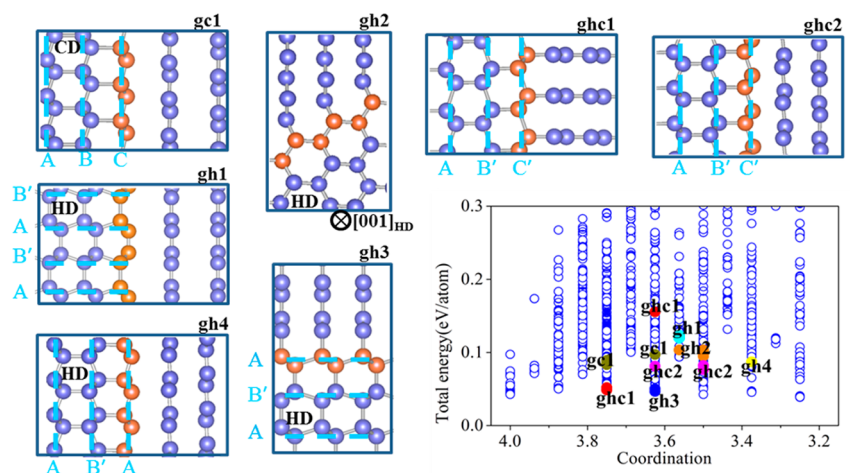 gc1
CD
A B C
gh1
B′
HD
A
B′
A
gh4
HD
A B′ A
gh2
HD
[001]HD
gh3
A
B′
HD
A
ghc1
A B′ C′
ghc2
A B′ C′
Total energy(eV/atom)
0.3
0.2
0.1
0.0
ghc1
gh1
gc1
gc1
gh2
ghc2
ghc2
gh4
ghc1
gh3
4.0 3.8 3.6 3.4 3.2
Coordination